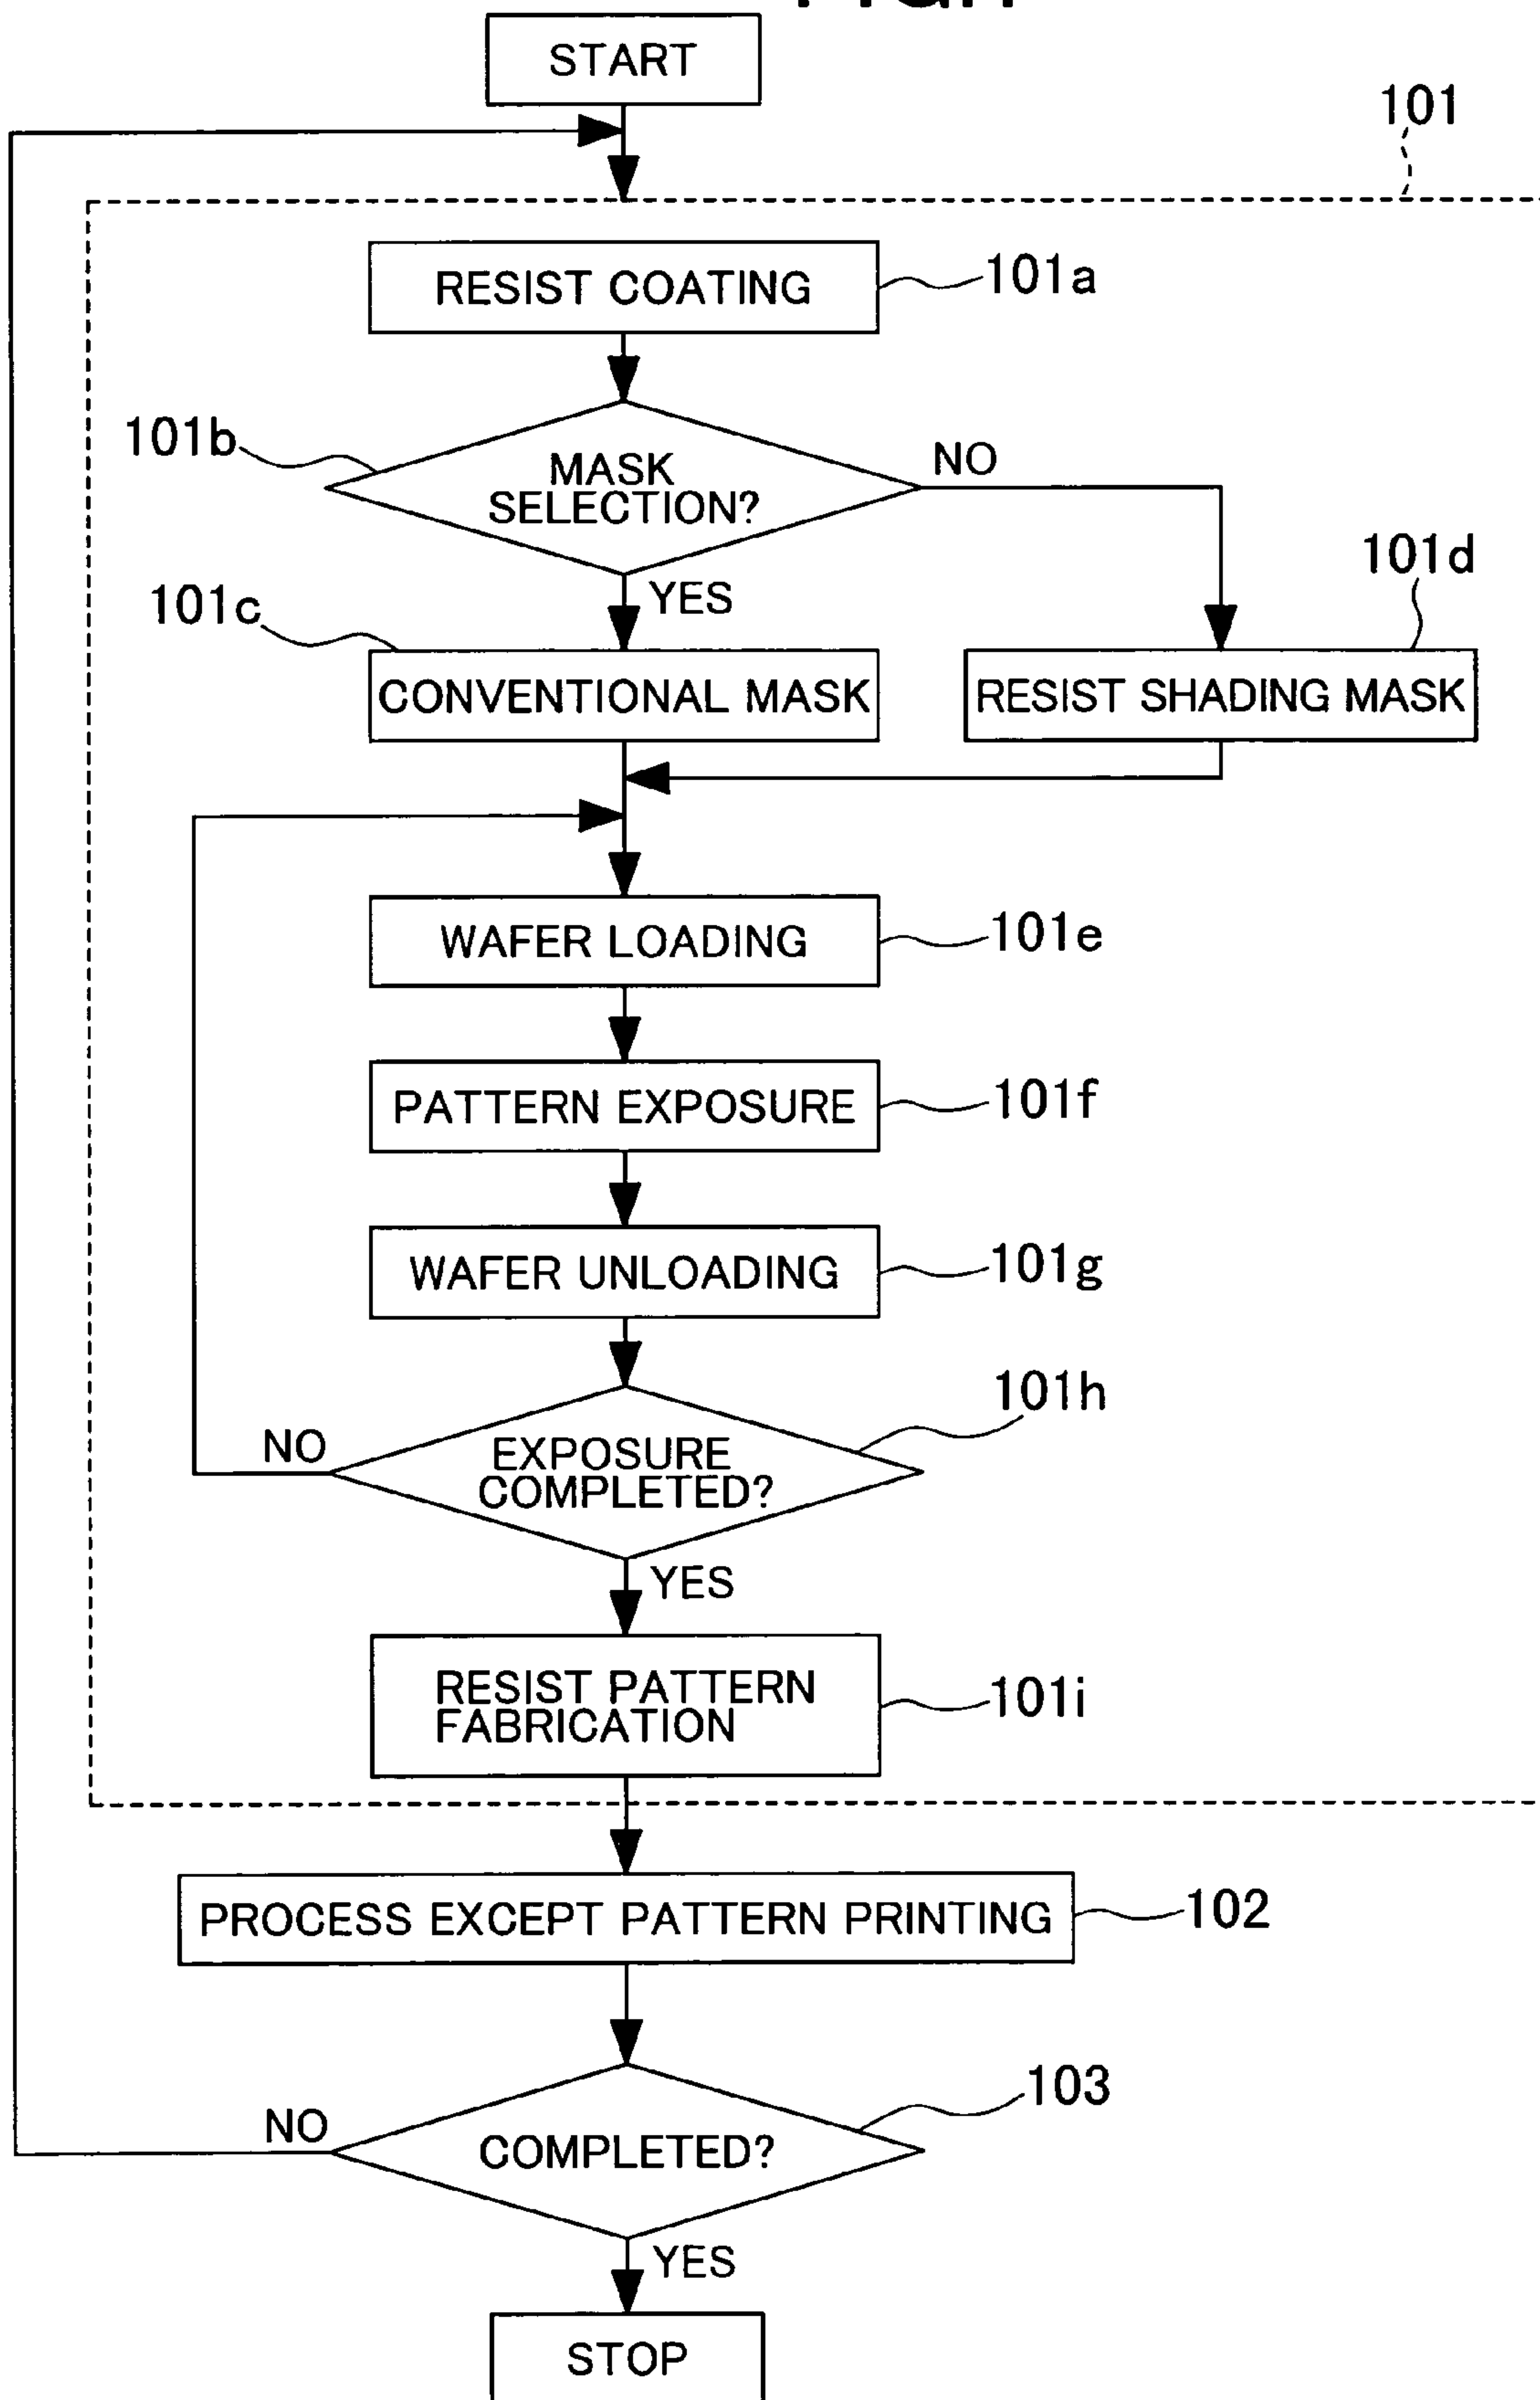 START
101
RESIST COATING
101a
101b
MASK
SELECTION?
NO
YES
101c
101d
CONVENTIONAL MASK
RESIST SHADING MASK
WAFER LOADING
101e
PATTERN EXPOSURE
101f
WAFER UNLOADING
101g
101h
NO
EXPOSURE
COMPLETED?
YES
RESIST PATTERN
FABRICATION
101i
PROCESS EXCEPT PATTERN PRINTING
102
103
NO
COMPLETED?
YES
STOP